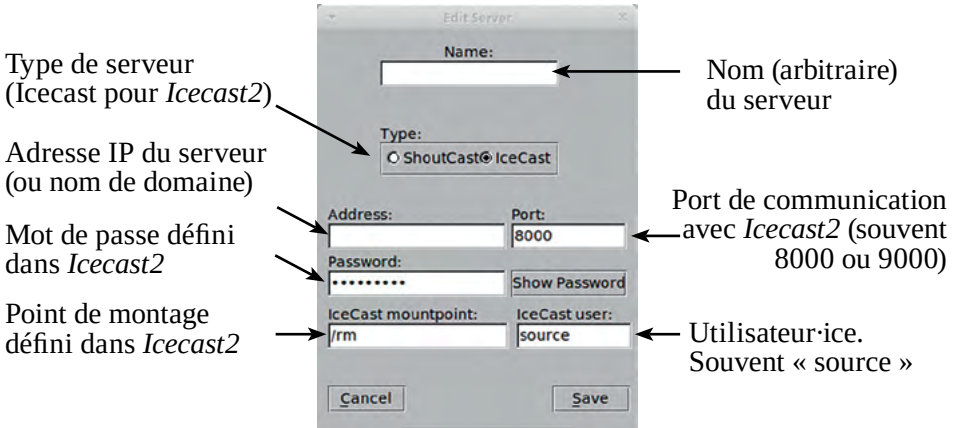 Edit Server
Type de serveur
(Icecast pour Icecast2)
Name:
Nom (arbitraire)
du serveur
Type:
ShoutCast IceCast
Adresse IP du serveur
(ou nom de domaine)
Address:
Port:
8000
Port de communication
avec Icecast2 (souvent
8000 ou 9000)
Mot de passe défini
dans Icecast2
Password:
•••••••••
Show Password
Point de montage
défini dans Icecast2
IceCast mountpoint:
/rm
IceCast user:
source
Utilisateur·ice.
Souvent « source »
Cancel
Save